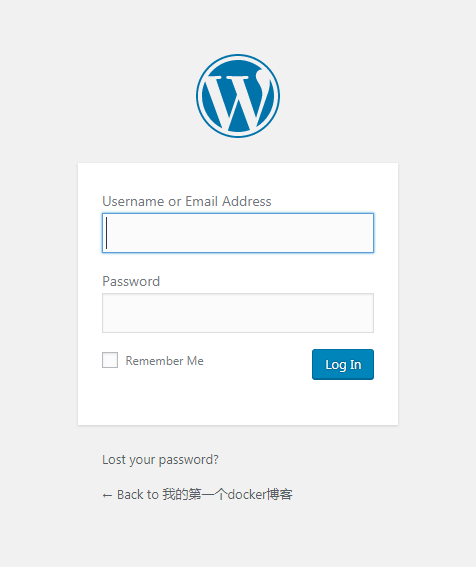 Username or Email Address
Password
Remember Me
Log In
Lost your password?
← Back to 我的第一个docker博客